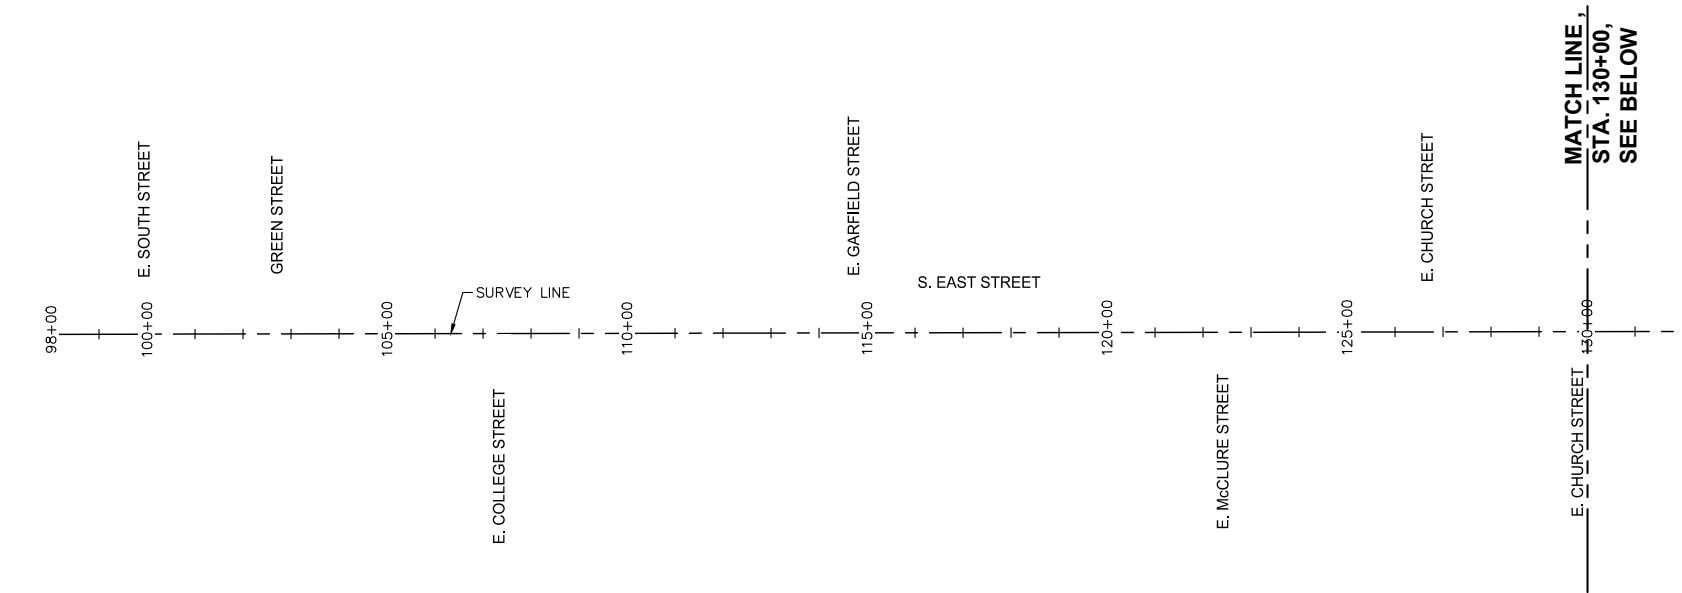 MATCH LINE,
STA. 130+00,
SEE BELOW
E. SOUTH STREET
GREEN STREET
E. GARFIELD STREET
E. CHURCH STREET
S. EAST STREET
SURVEY LINE
98+00
100+00
105+00
110+00
115+00
120+00
125+00
130+00
E. COLLEGE STREET
E. McCLURE STREET
E. CHURCH STREET